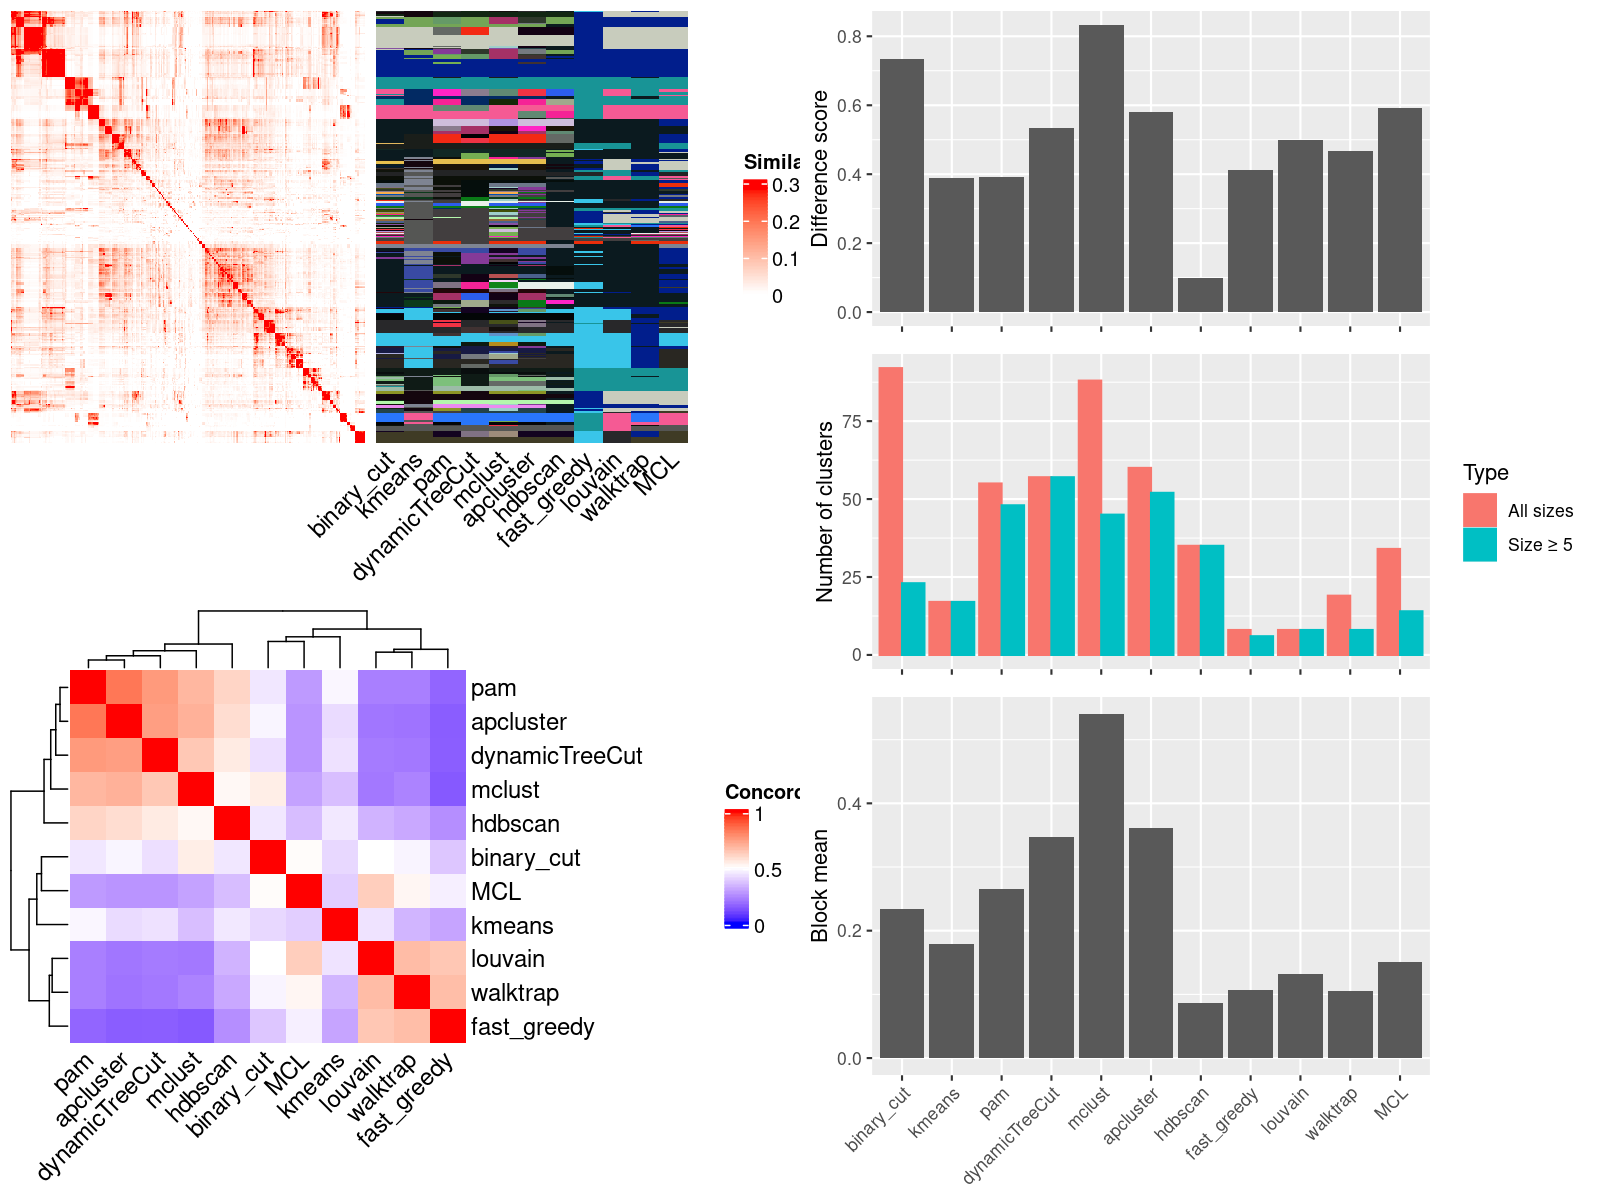 Simila
0.3
0.2
0.1
0
binary_cut
kmeans
pam
dynamicTreeCut
mclust
apcluster
hdbscan
fast_greedy
louvain
walktrap
MCL
Difference score
0.8
0.6
0.4
0.2
0.0
Number of clusters
75
50
25
0
Type
All sizes
Size ≥ 5
pam
apcluster
dynamicTreeCut
mclust
hdbscan
binary_cut
MCL
kmeans
louvain
walktrap
fast_greedy
pam
apcluster
dynamicTreeCut
mclust
hdbscan
binary_cut
MCL
kmeans
louvain
walktrap
fast_greedy
Concord
1
0.5
0
Block mean
0.4
0.2
0.0
binary_cut
kmeans
pam
dynamicTreeCut
mclust
apcluster
hdbscan
fast_greedy
louvain
walktrap
MCL